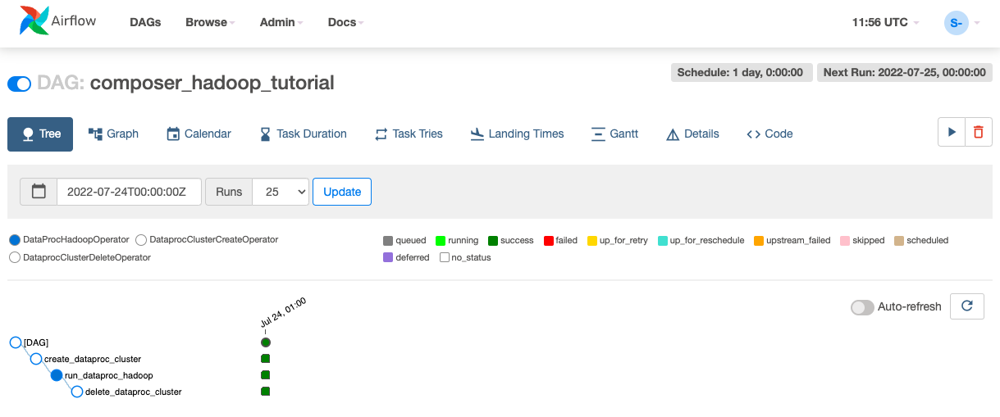 Airflow DAGs Browse Admin Docs 11:56 UTC S-
DAG: composer_hadoop_tutorial Schedule: 1 day, 0:00:00 Next Run: 2022-07-25, 00:00:00
Tree Graph Calendar Task Duration Task Tries Landing Times Gantt Details Code
2022-07-24T00:00:00Z Runs 25 Update
DataProcHadoopOperator DataprocClusterCreateOperator queued running success failed up_for_retry up_for_reschedule upstream_failed skipped scheduled
DataprocClusterDeleteOperator deferred no_status
Auto-refresh
Jul 24, 01:00
[DAG]
create_dataproc_cluster
run_dataproc_hadoop
delete_dataproc_cluster